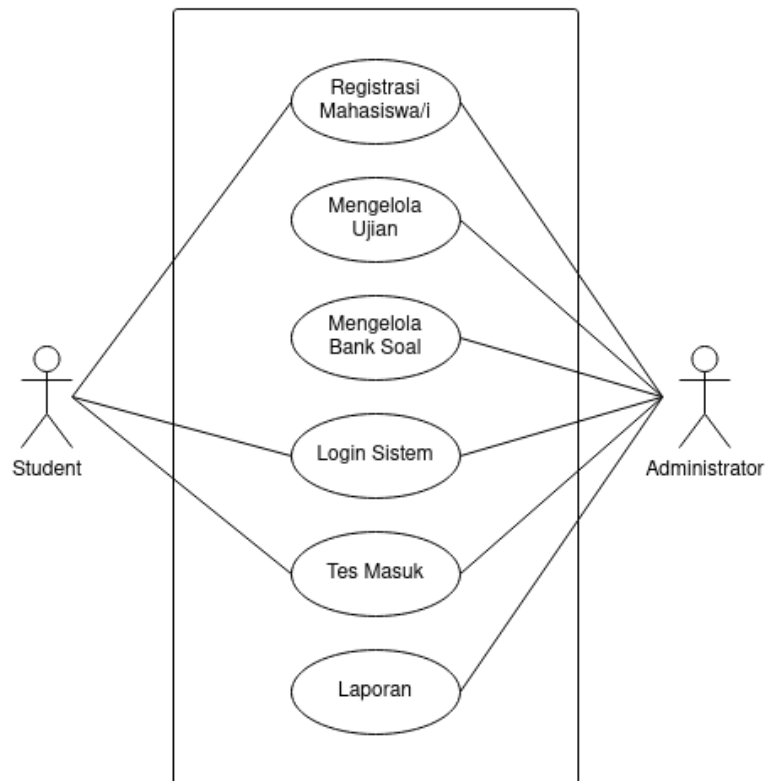 Registrasi
Mahasiswa/i
Mengelola
Ujian
Mengelola
Bank Soal
Student
Administrator
Login Sistem
Tes Masuk
Laporan